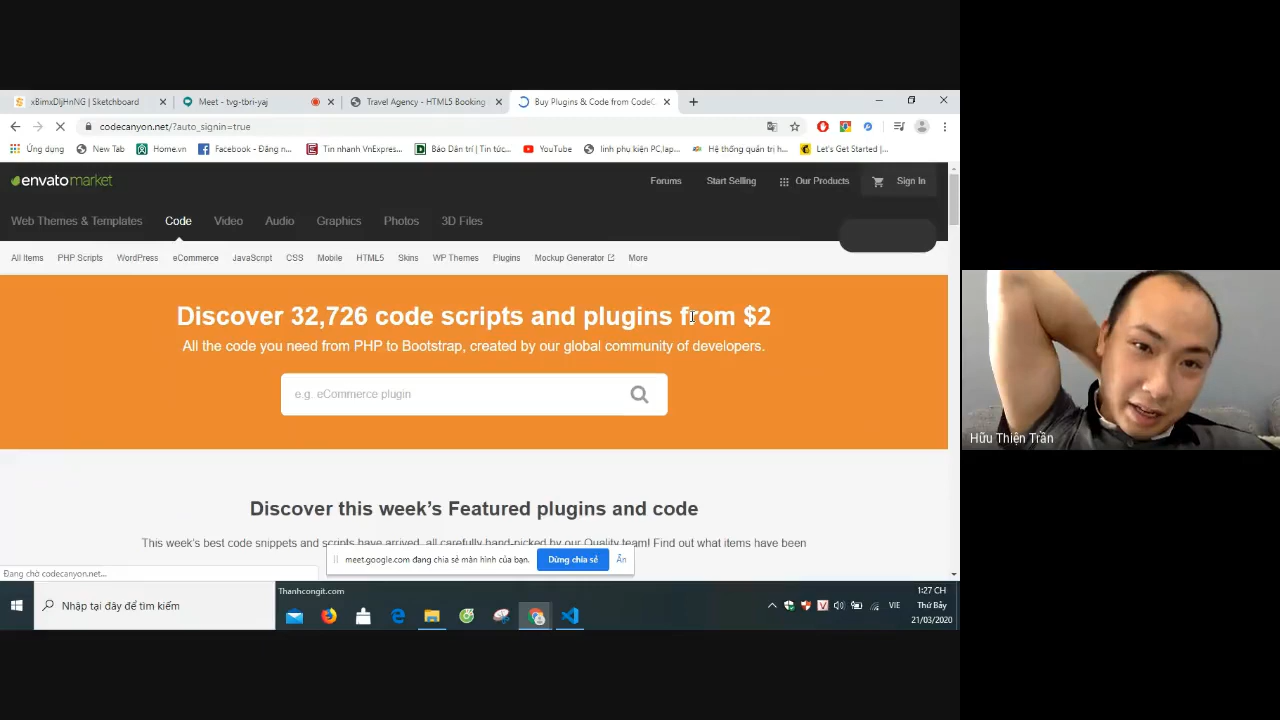 xBimxDljHnNG | Sketchboard
Meet - tvg-tbri-yaj
Travel Agency - HTML5 Booking
Buy Plugins & Code from CodeC
codecanyon.net/?auto_signin=true
Ứng dụng
New Tab
Home.vn
Facebook - Đăng n...
Tin nhanh VnExpres...
Báo Dân trí | Tin tức...
YouTube
linh phụ kiện PC,lap...
Hệ thống quản trị h...
Let's Get Started |...
envatomarket
Forums
Start Selling
Our Products
Sign In
Web Themes & Templates
Code
Video
Audio
Graphics
Photos
3D Files
All Items
PHP Scripts
WordPress
eCommerce
JavaScript
CSS
Mobile
HTML5
Skins
WP Themes
Plugins
Mockup Generator
More
Discover 32,726 code scripts and plugins from $2
All the code you need from PHP to Bootstrap, created by our global community of developers.
e.g. eCommerce plugin
Hữu Thiện Trần
Discover this week's Featured plugins and code
This week's best code snippets and scripts have arrived, all carefully hand-picked by our Quality team! Find out what items have been
meet.google.com đang chia sẻ màn hình của bạn.
Dừng chia sẻ
Ẩn
Đang chờ codecanyon.net...
Thanhcongit.com
Nhập tại đây để tìm kiếm
VIE
1:27 CH
Thứ Bảy
21/03/2020